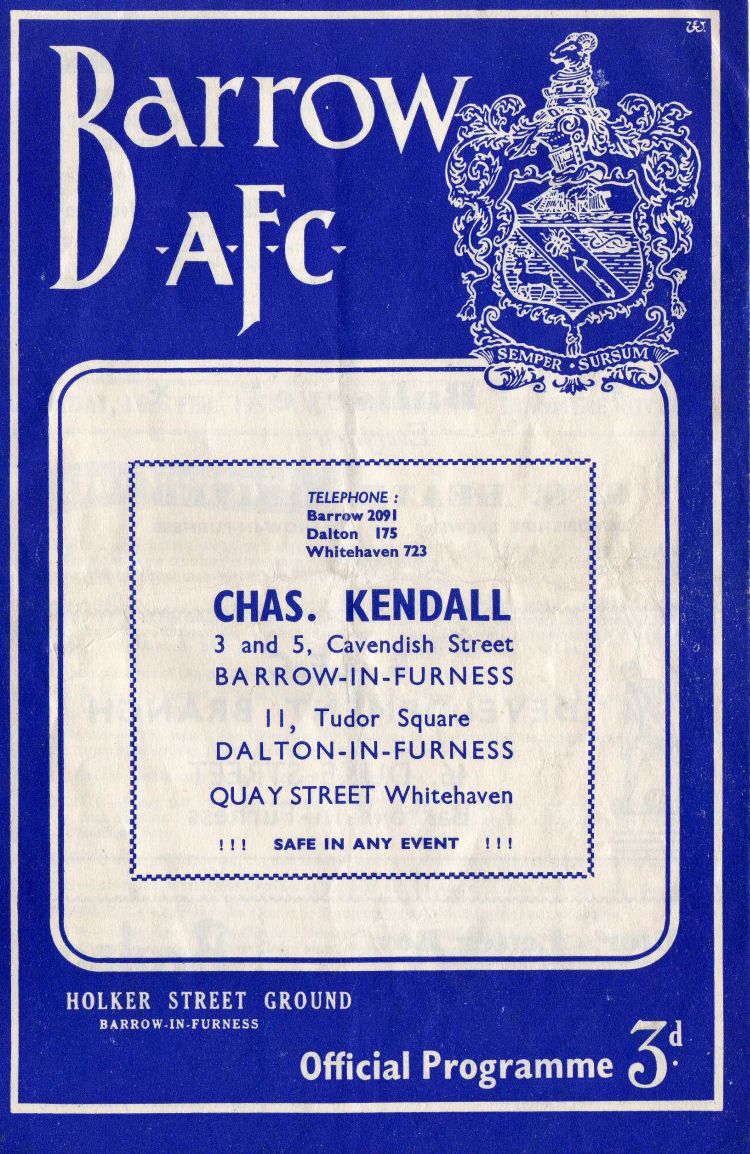 Barrow
A.F.C.
SEMPER · SURSUM
TELEPHONE :
Barrow 2091
Dalton 175
Whitehaven 723
CHAS. KENDALL
3 and 5, Cavendish Street
BARROW-IN-FURNESS
11, Tudor Square
DALTON-IN-FURNESS
QUAY STREET Whitehaven
!!! SAFE IN ANY EVENT !!!
HOLKER STREET GROUND
BARROW-IN-FURNESS
Official Programme 3d.